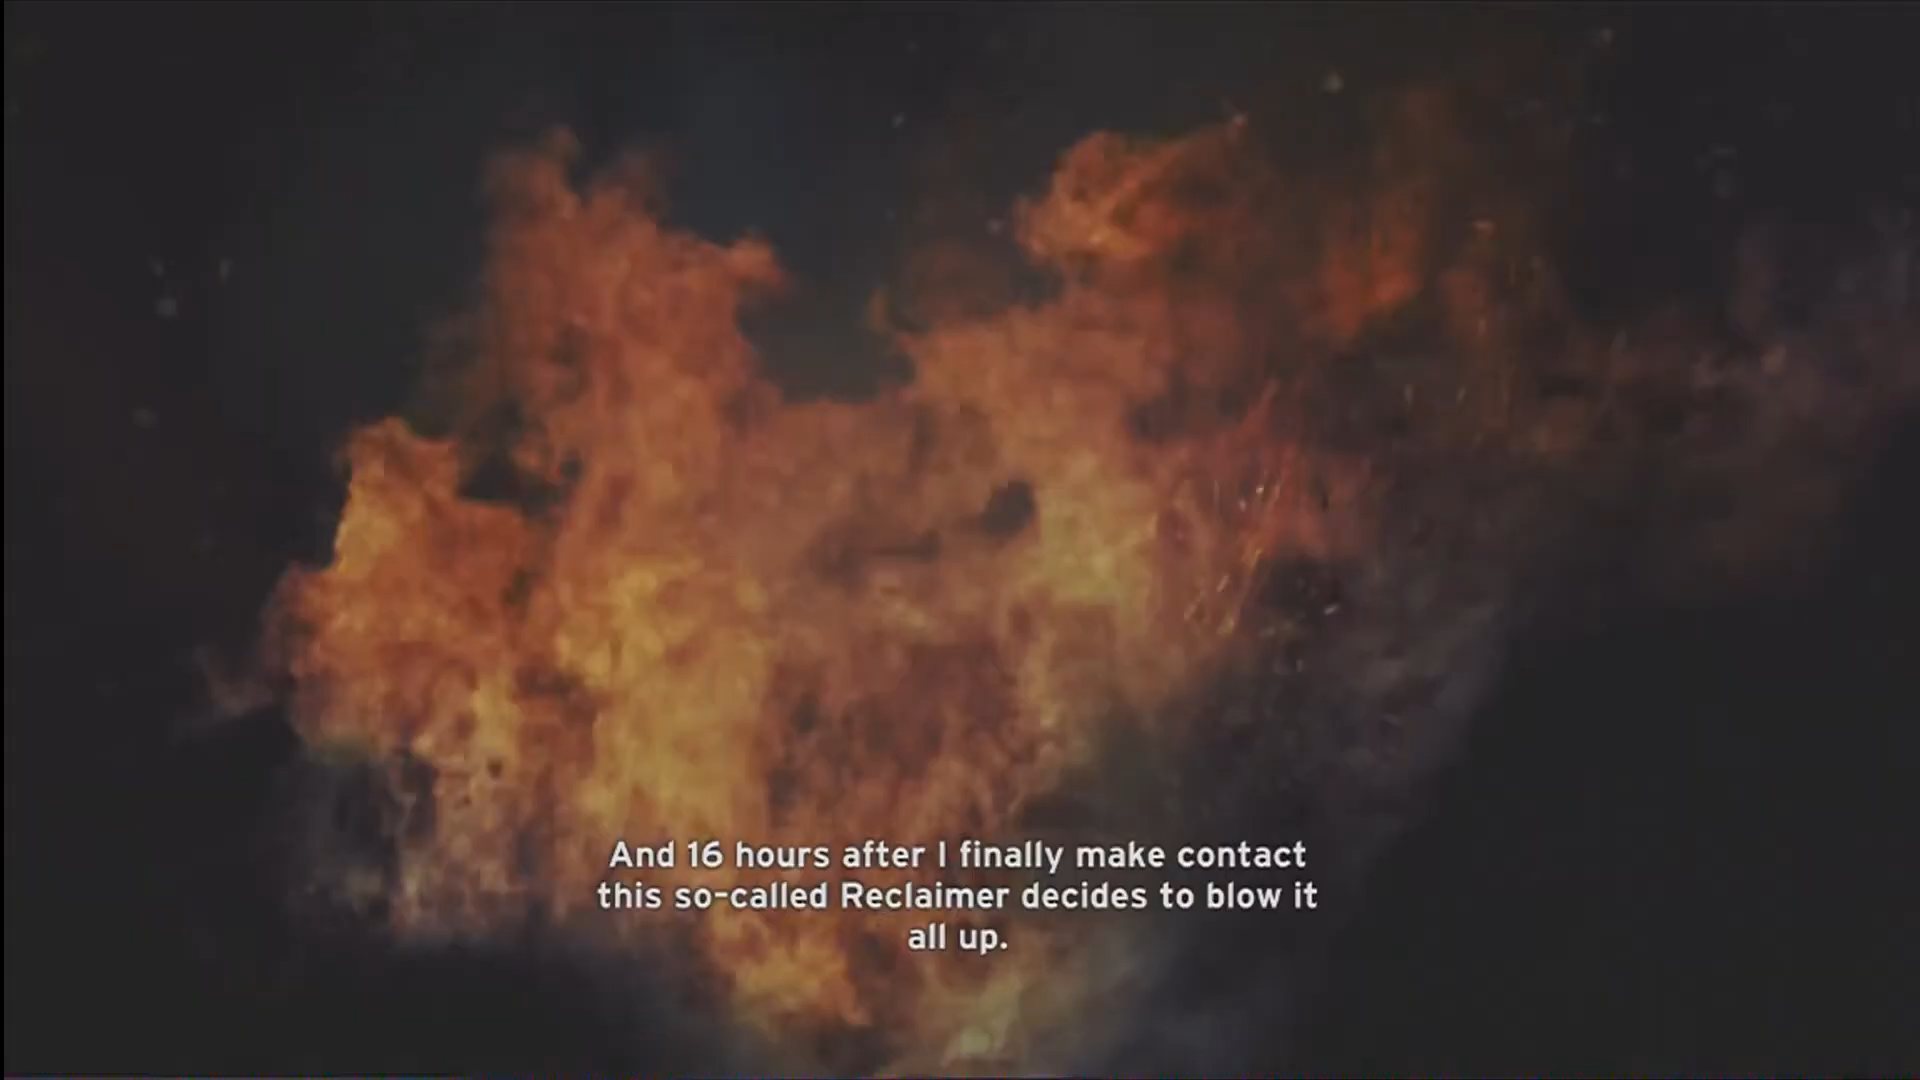 And 16 hours after I finally make contact
this so-called Reclaimer decides to blow it
all up.